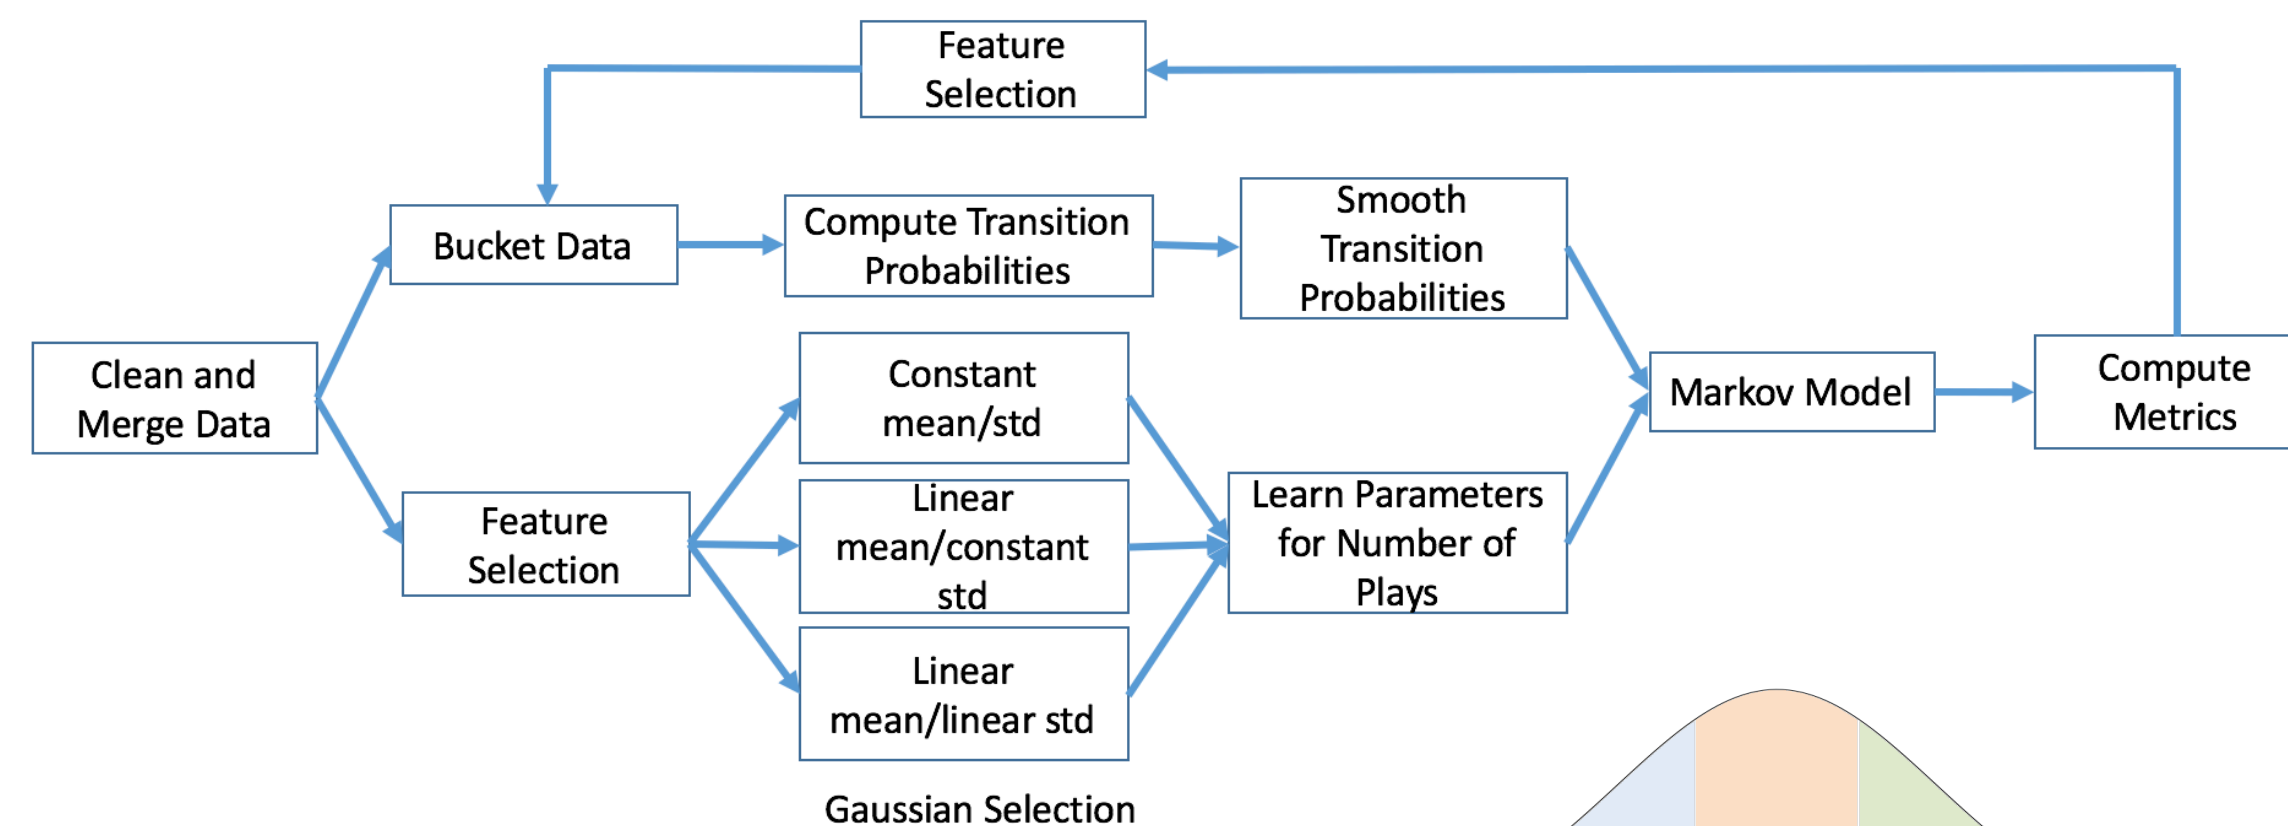 Feature
Selection
Bucket Data
Compute Transition
Probabilities
Smooth
Transition
Probabilities
Clean and
Merge Data
Feature
Selection
Constant
mean/std
Linear
mean/constant
std
Linear
mean/linear std
Gaussian Selection
Learn Parameters
for Number of
Plays
Markov Model
Compute
Metrics